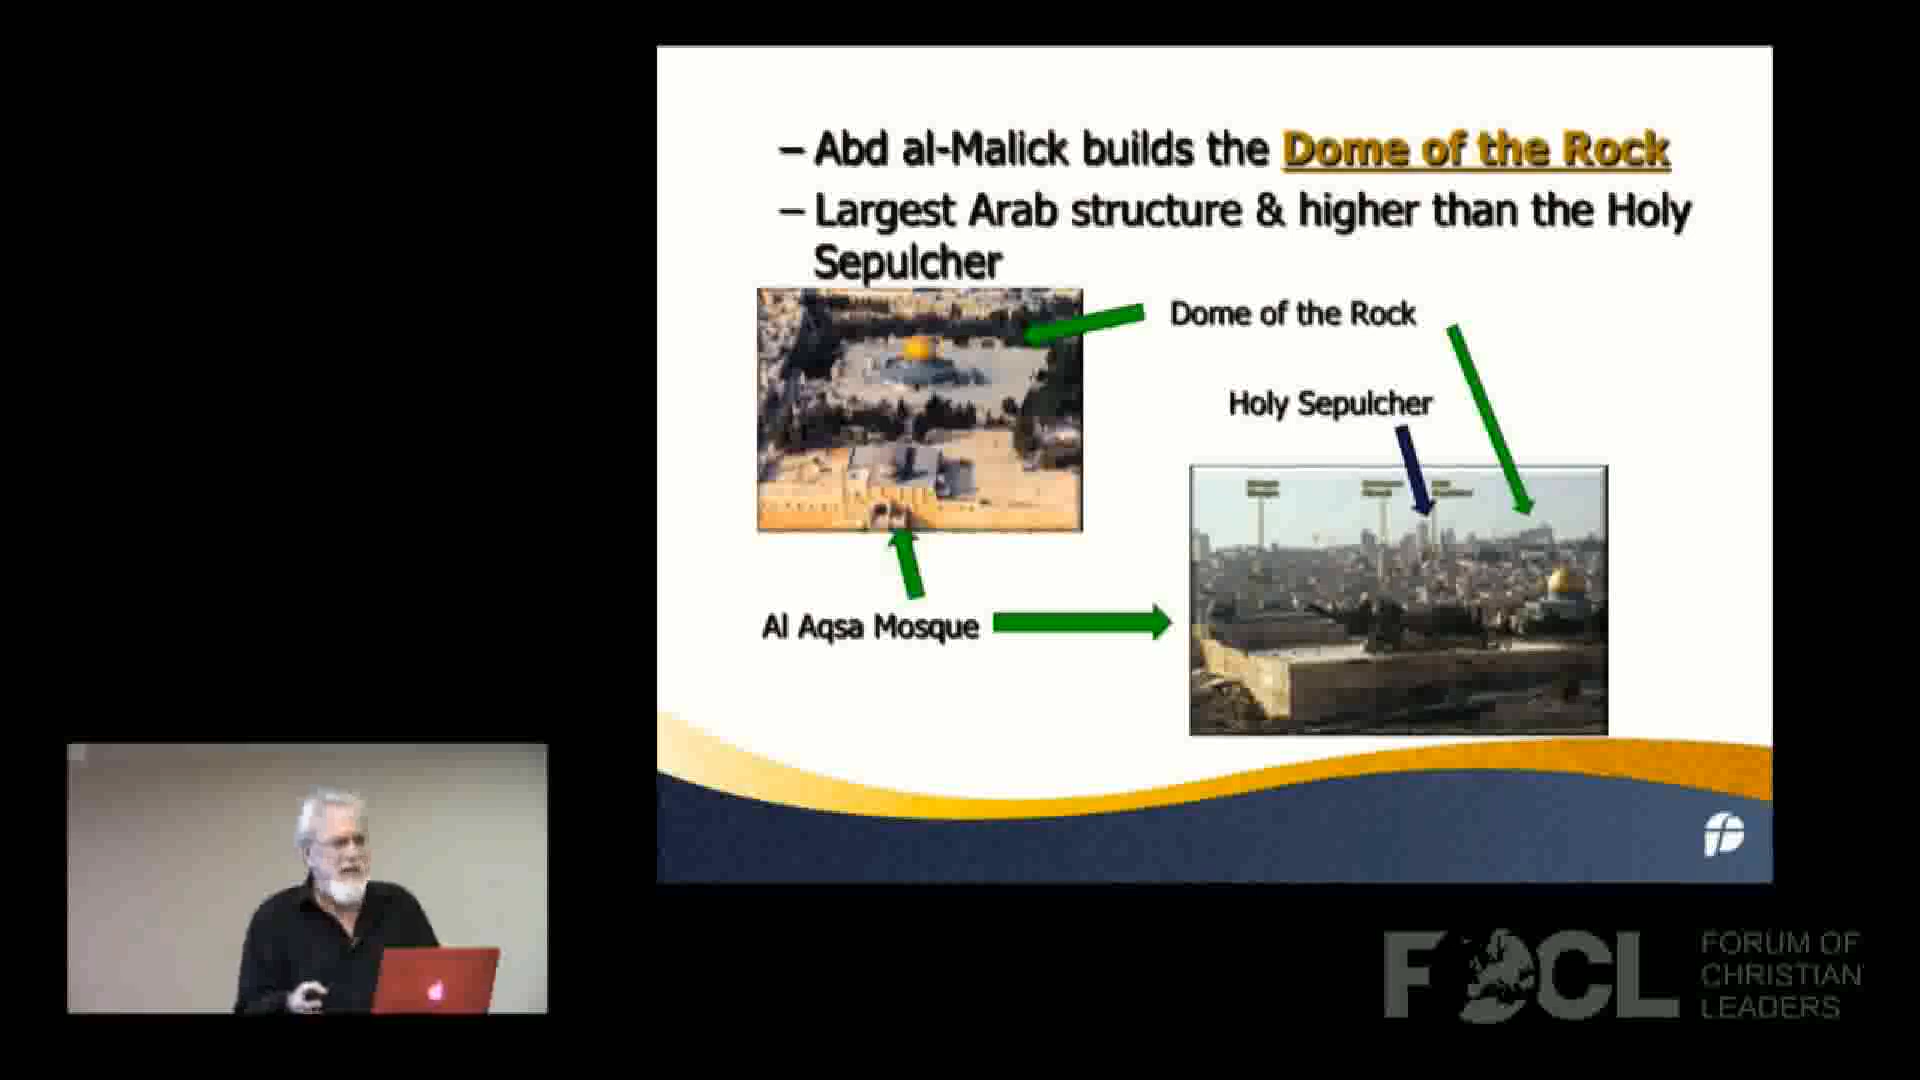 – Abd al-Malick builds the Dome of the Rock
– Largest Arab structure & higher than the Holy
Sepulcher
Dome of the Rock
Holy Sepulcher
Al Aqsa Mosque
FOCL
FORUM OF
CHRISTIAN
LEADERS